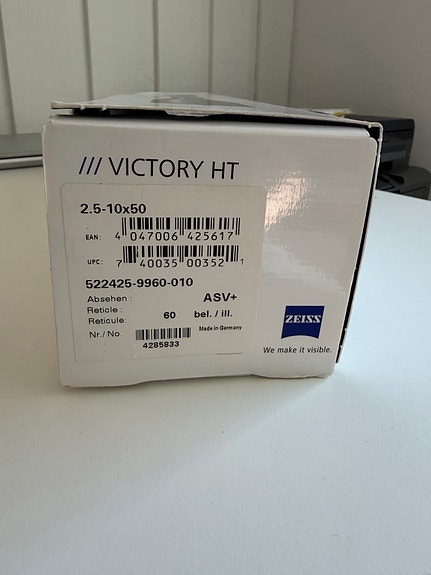 /// VICTORY HT
2.5-10x50
EAN: 4 047006 425617
UPC: 7 40035 00352 1
522425-9960-010
Absehen: ASV+
Reticle:
Reticule: 60 bel. / ill.
Nr./No. Made in Germany
4285833
ZEISS
We make it visible.